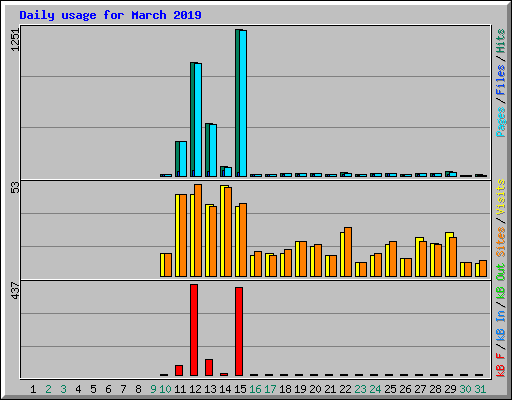 Daily usage for March 2019
1251
Pages/Files/Hits
53
Sites/Visits
437
kB F/kB In/kB Out
1 2 3 4 5 6 7 8 9 10 11 12 13 14 15 16 17 18 19 20 21 22 23 24 25 26 27 28 29 30 31